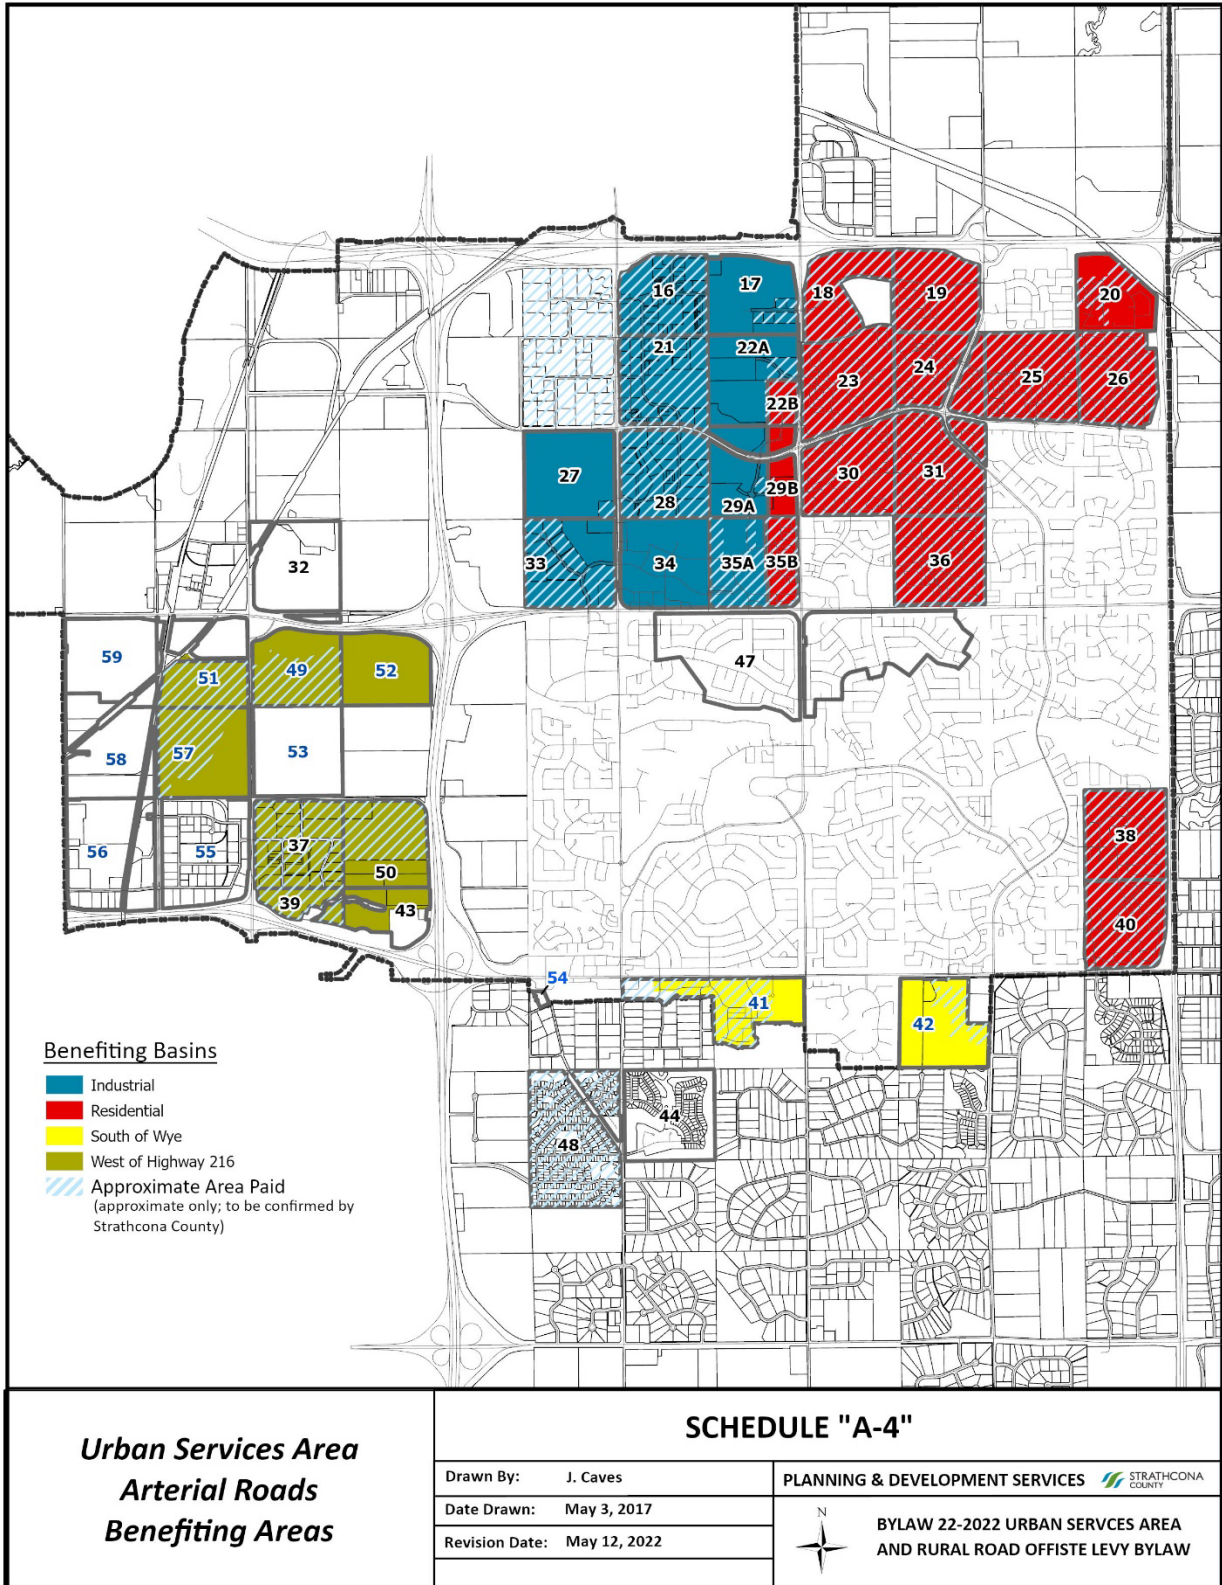 16
17
18
19
20
21
22A
22B
23
24
25
26
27
28
29A
29B
30
31
32
33
34
35A
35B
36
47
59
51
49
52
58
57
53
56
55
37
50
39
43
38
40
54
41
42
44
48
Benefiting Basins
Industrial
Residential
South of Wye
West of Highway 216
Approximate Area Paid
(approximate only; to be confirmed by
Strathcona County)
Urban Services Area
Arterial Roads
Benefiting Areas
SCHEDULE "A-4"
Drawn By: J. Caves
Date Drawn: May 3, 2017
Revision Date: May 12, 2022
PLANNING & DEVELOPMENT SERVICES
STRATHCONA
COUNTY
N
BYLAW 22-2022 URBAN SERVCES AREA
AND RURAL ROAD OFFISTE LEVY BYLAW